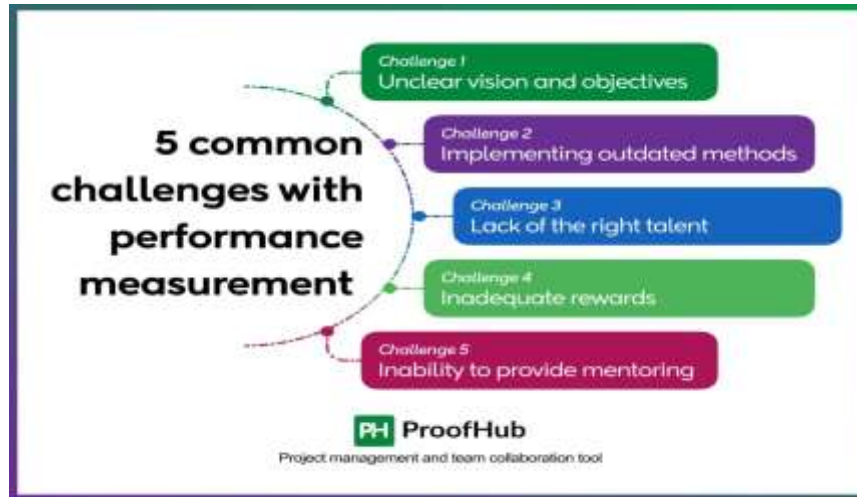 5 common
challenges with
performance
measurement
Challenge 1
Unclear vision and objectives
Challenge 2
Implementing outdated methods
Challenge 3
Lack of the right talent
Challenge 4
Inadequate rewards
Challenge 5
Inability to provide mentoring
PH ProofHub
Project management and team collaboration tool